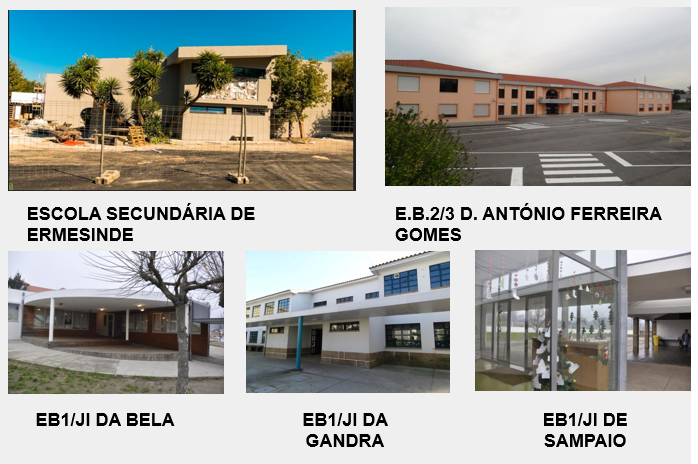 ESCOLA SECUNDÁRIA DE
ERMESINDE
E.B.2/3 D. ANTÓNIO FERREIRA
GOMES
EB1/JI DA BELA
EB1/JI DA
GANDRA
EB1/JI DE
SAMPAIO